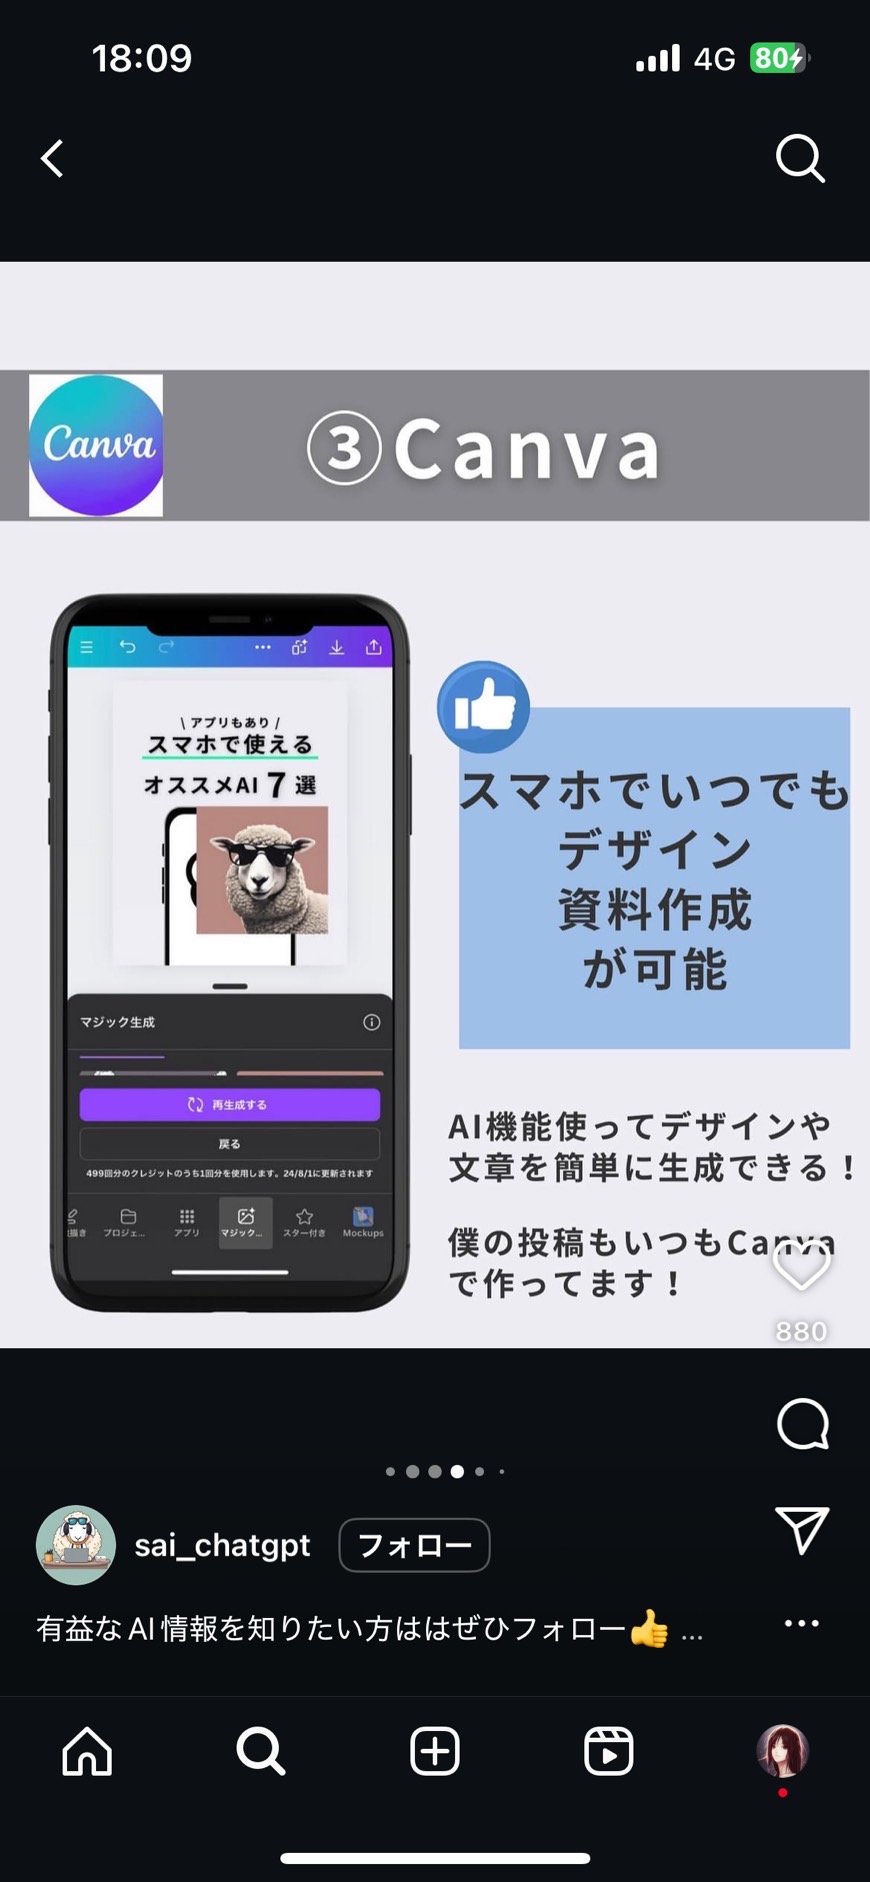 18:09
4G
80
Canva
③Canva
\ アプリもあり /
スマホで使える
オススメAI 7 選
マジック生成
再生成する
戻る
499回分のクレジットのうち1回分を使用します。24/8/1に更新されます
描き
プロジェ...
アプリ
マジック...
スター付き
Mockups
スマホでいつでも
デザイン
資料作成
が可能
AI機能使ってデザインや
文章を簡単に生成できる！
僕の投稿もいつもCanva
で作ってます！
880
sai_chatgpt
フォロー
有益なAI情報を知りたい方ははぜひフォロー👍 ...